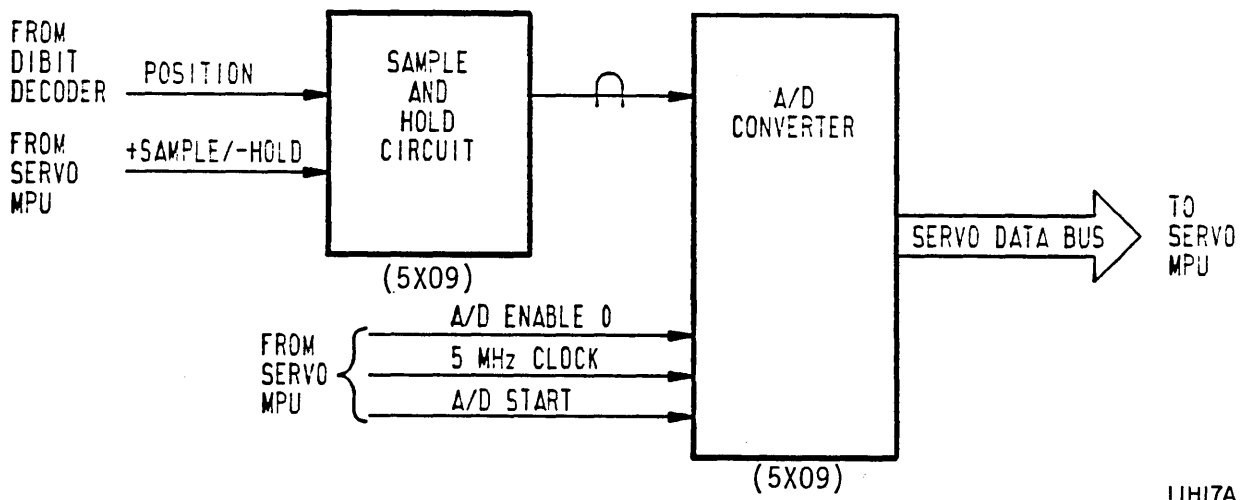 FROM
DIBIT
DECODER
POSITION
FROM
SERVO
MPU
+SAMPLE/-HOLD
SAMPLE
AND
HOLD
CIRCUIT
(5X09)
A/D
CONVERTER
SERVO DATA BUS
TO
SERVO
MPU
FROM
SERVO
MPU
A/D ENABLE 0
5 MHz CLOCK
A/D START
(5X09)